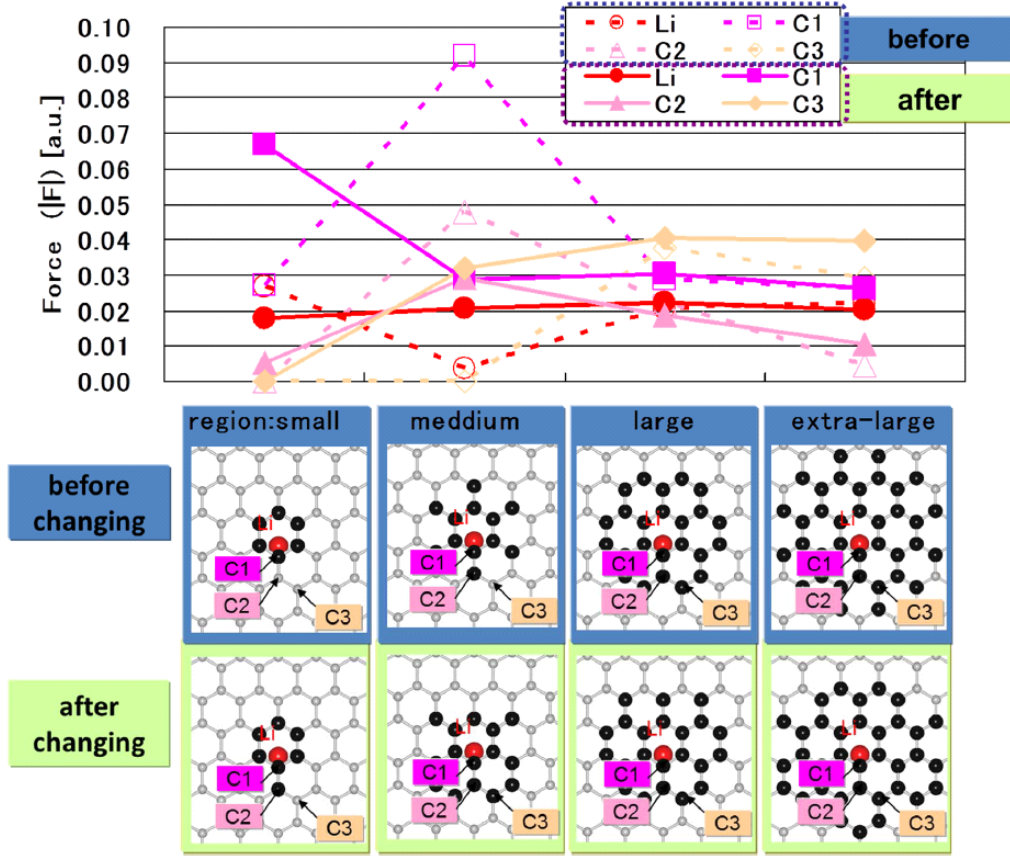 0.10
0.09
0.08
0.07
0.06
0.05
0.04
0.03
0.02
0.01
0.00
Force (|F|) [a.u.]
Li C1
C2 C3
before
Li C1
C2 C3
after
region:small meddium large extra-large
before
changing
Li
C1
C2
C3
Li
C1
C2
C3
Li
C1
C2
C3
Li
C1
C2
C3
after
changing
Li
C1
C2
C3
Li
C1
C2
C3
Li
C1
C2
C3
Li
C1
C2
C3